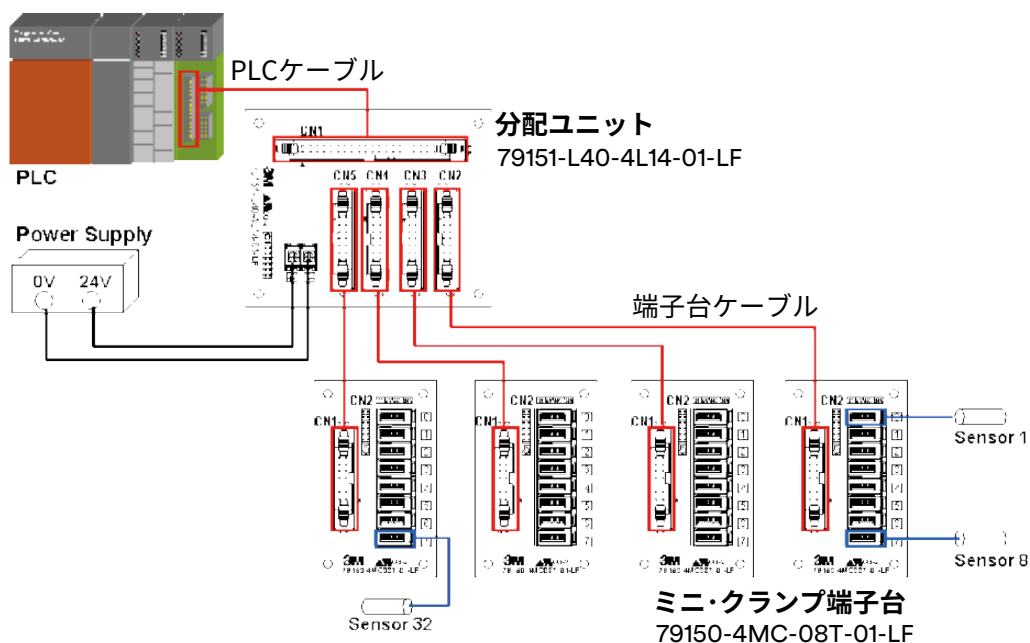 PLCケーブル
CN1
分配ユニット
79151-L40-4L14-01-LF
PLC
CN5 CN4 CN3 CN2
3M
Power Supply
0V 24V
端子台ケーブル
CN2 CN2 CN2 CN2
CN1 CN1 CN1 CN1
Sensor 1
Sensor 8
3M 3M 3M 3M
Sensor 32
ミニ・クランプ端子台
79150-4MC-08T-01-LF